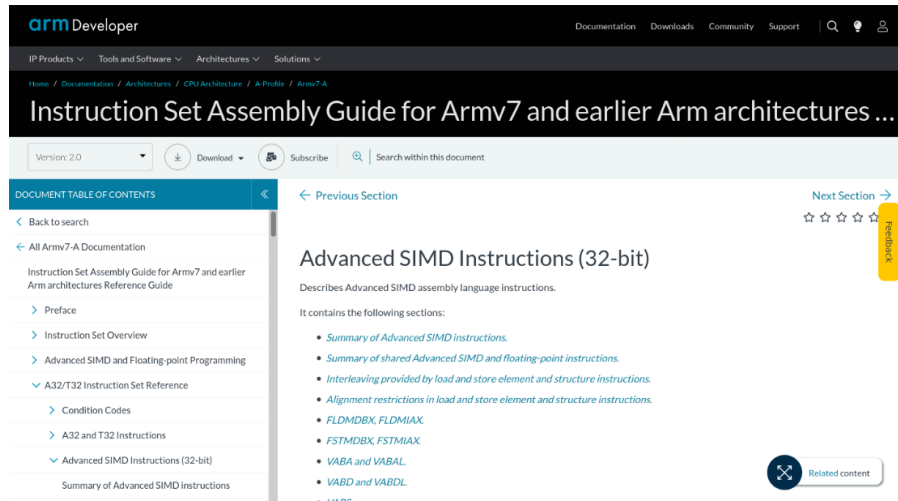 arm Developer
Documentation Downloads Community Support
IP Products Tools and Software Architectures Solutions
Home / Documentation / Architectures / CPU Architecture / A-Profile / Armv7-A
Instruction Set Assembly Guide for Armv7 and earlier Arm architectures ...
Version: 2.0 Download Subscribe Search within this document
DOCUMENT TABLE OF CONTENTS
Back to search
All Armv7-A Documentation
Instruction Set Assembly Guide for Armv7 and earlier
Arm architectures Reference Guide
Preface
Instruction Set Overview
Advanced SIMD and Floating-point Programming
A32/T32 Instruction Set Reference
Condition Codes
A32 and T32 Instructions
Advanced SIMD Instructions (32-bit)
Summary of Advanced SIMD instructions
← Previous Section
Next Section →
Feedback
Advanced SIMD Instructions (32-bit)
Describes Advanced SIMD assembly language instructions.
It contains the following sections:
• Summary of Advanced SIMD instructions.
• Summary of shared Advanced SIMD and floating-point instructions.
• Interleaving provided by load and store element and structure instructions.
• Alignment restrictions in load and store element and structure instructions.
• FLDMDBX, FLDMIAX.
• FSTMDBX, FSTMIAX.
• VABA and VABAL.
• VABD and VABDL.
Related content